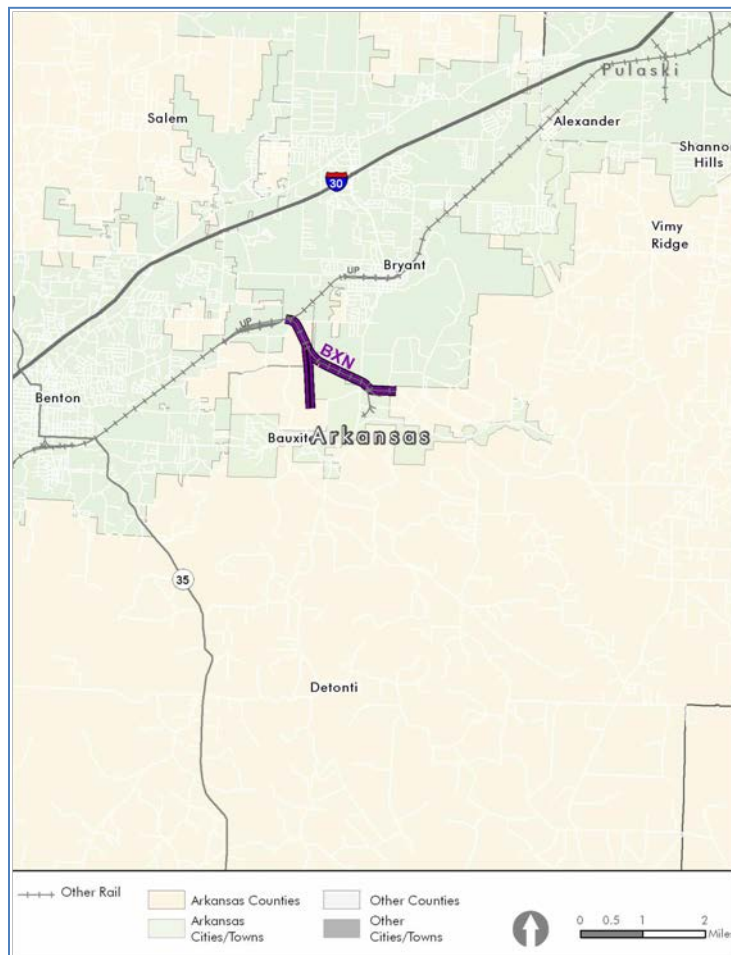 Pulaski
Salem
Alexander
Shannon
Hills
30
Vimy
Ridge
Bryant
UP
UP
BXN
Benton
Bauxite
Arkansas
35
Detonti
Other Rail
Arkansas Counties
Other Counties
Arkansas
Cities/Towns
Other
Cities/Towns
0 0.5 1 2
Miles